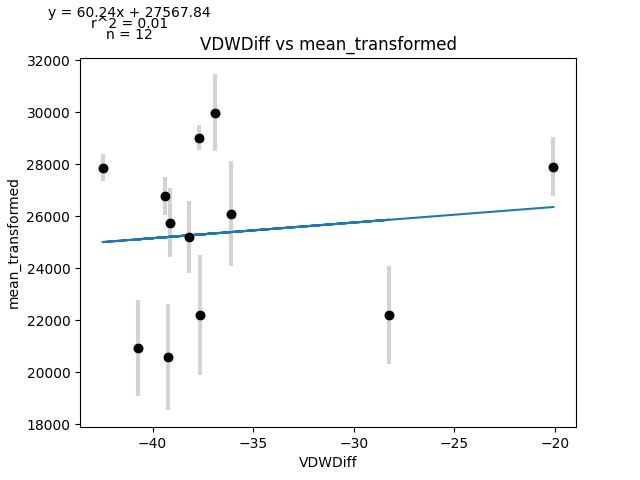 y = 60.24x + 27567.84
r^2 = 0.01
n = 12
VDWDiff vs mean_transformed
32000
30000
28000
26000
24000
22000
20000
18000
mean_transformed
−40
−35
−30
−25
−20
VDWDiff